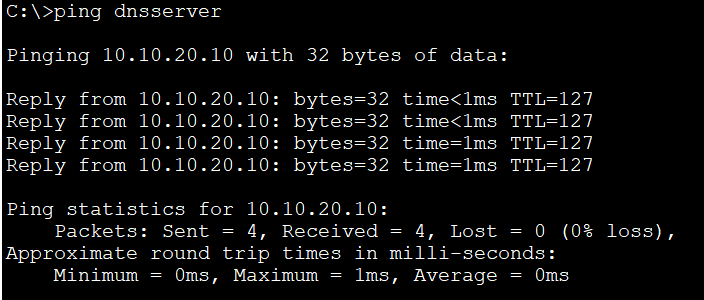 C:\>ping dnsserver
Pinging 10.10.20.10 with 32 bytes of data:
Reply from 10.10.20.10: bytes=32 time<1ms TTL=127
Reply from 10.10.20.10: bytes=32 time<1ms TTL=127
Reply from 10.10.20.10: bytes=32 time=1ms TTL=127
Reply from 10.10.20.10: bytes=32 time=1ms TTL=127
Ping statistics for 10.10.20.10:
    Packets: Sent = 4, Received = 4, Lost = 0 (0% loss),
Approximate round trip times in milli-seconds:
    Minimum = 0ms, Maximum = 1ms, Average = 0ms